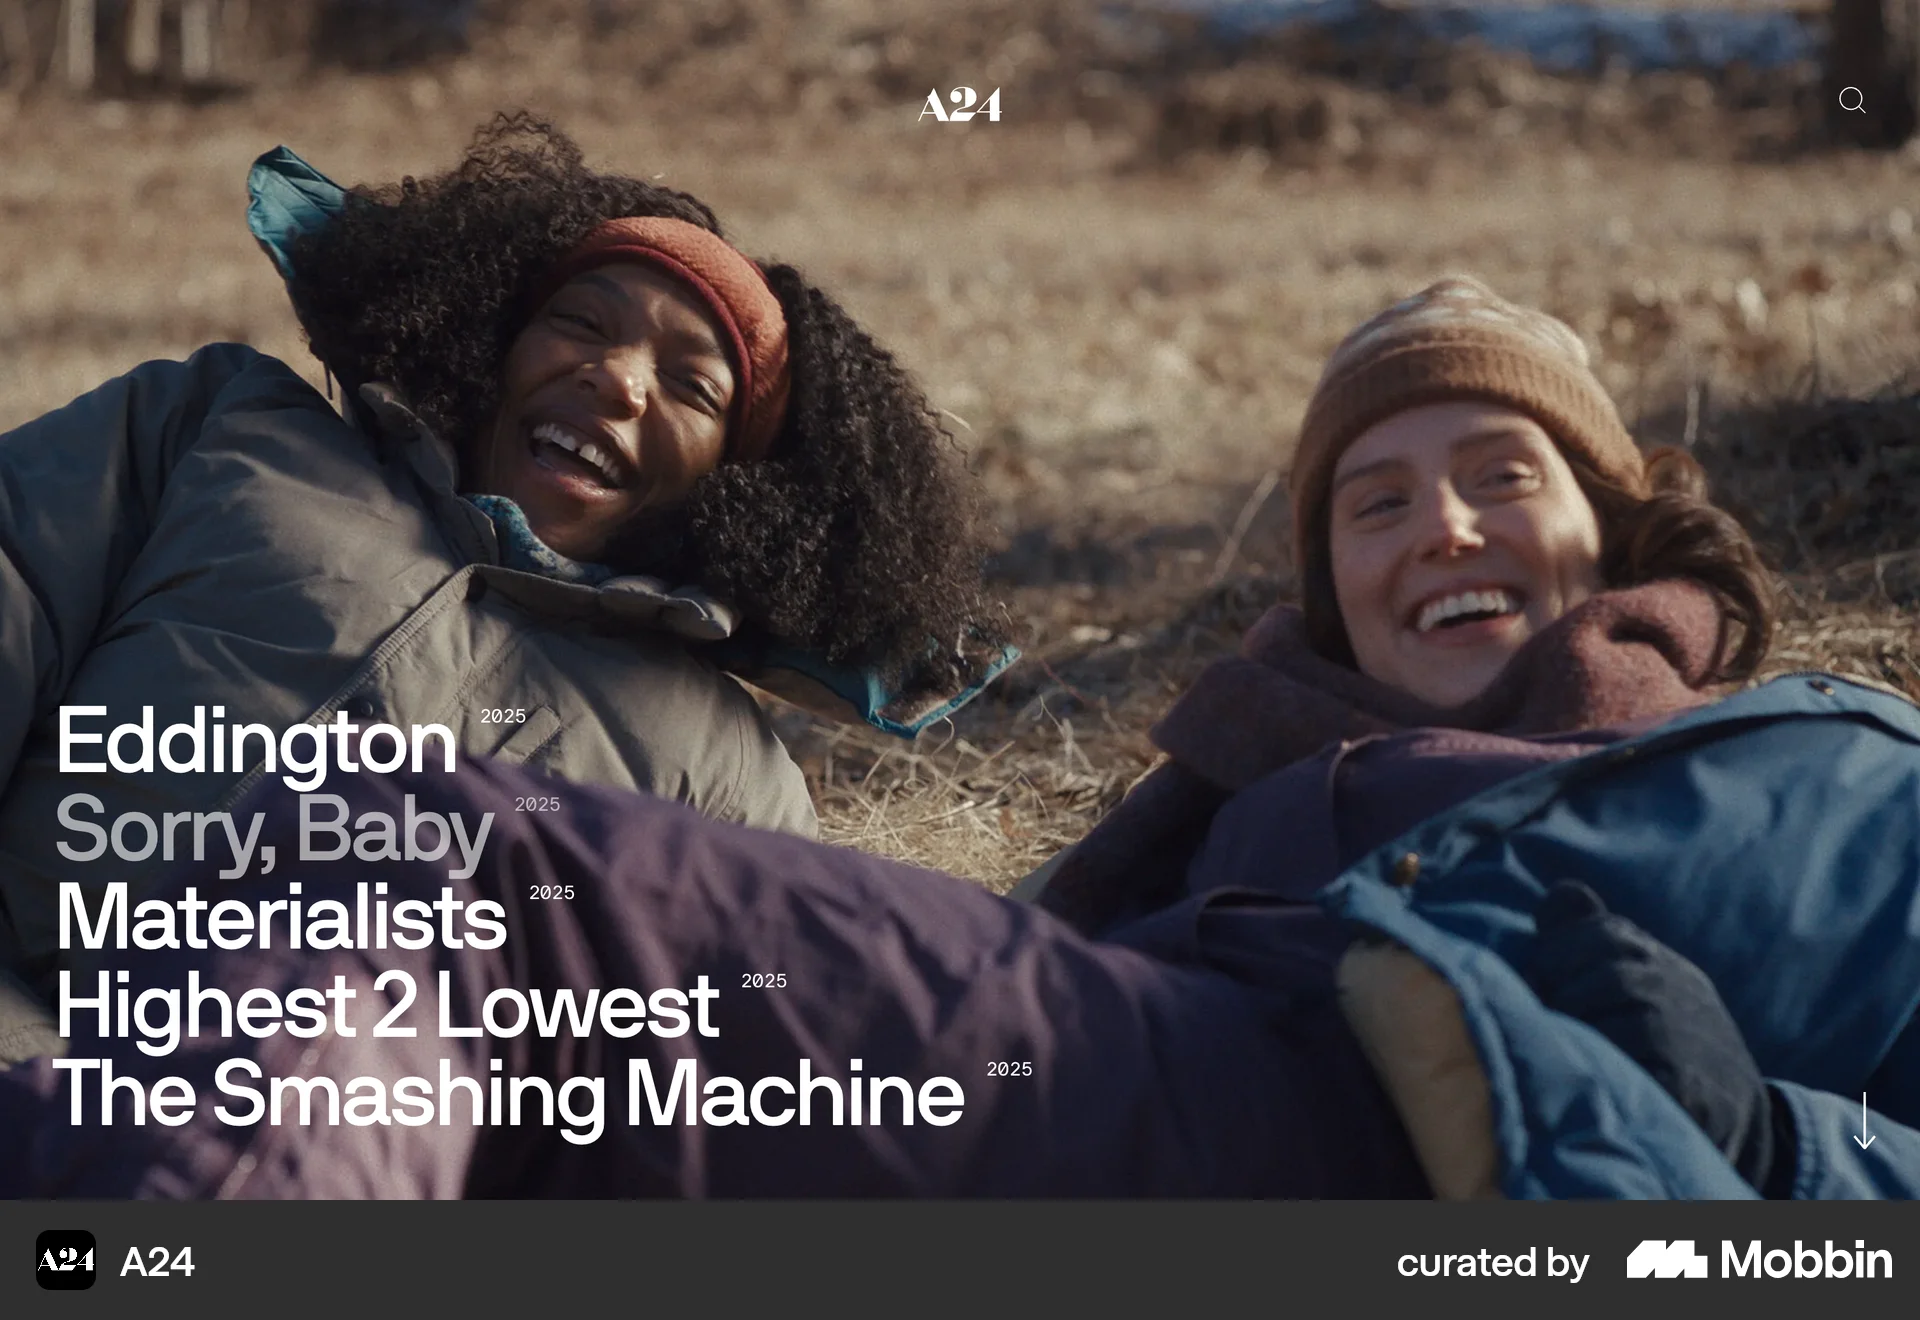 A24
Eddington 2025
Sorry, Baby 2025
Materialists 2025
Highest 2 Lowest 2025
The Smashing Machine 2025
A24 A24
curated by Mobbin